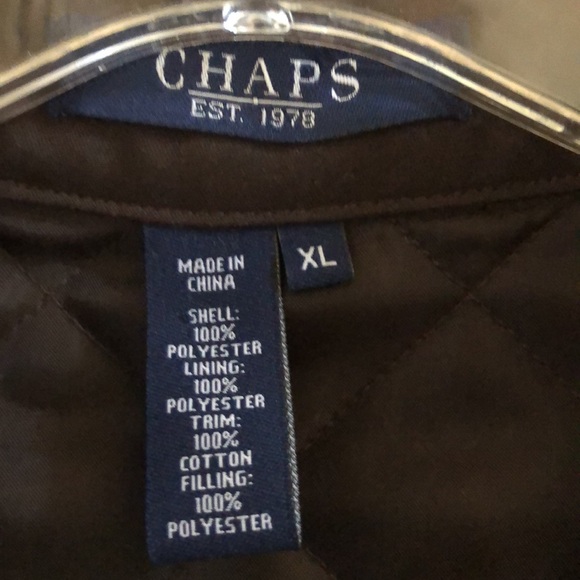 CHAPS
EST. 1978
XL
MADE IN
CHINA
SHELL:
100%
POLYESTER
LINING:
100%
POLYESTER
TRIM:
100%
COTTON
FILLING:
100%
POLYESTER